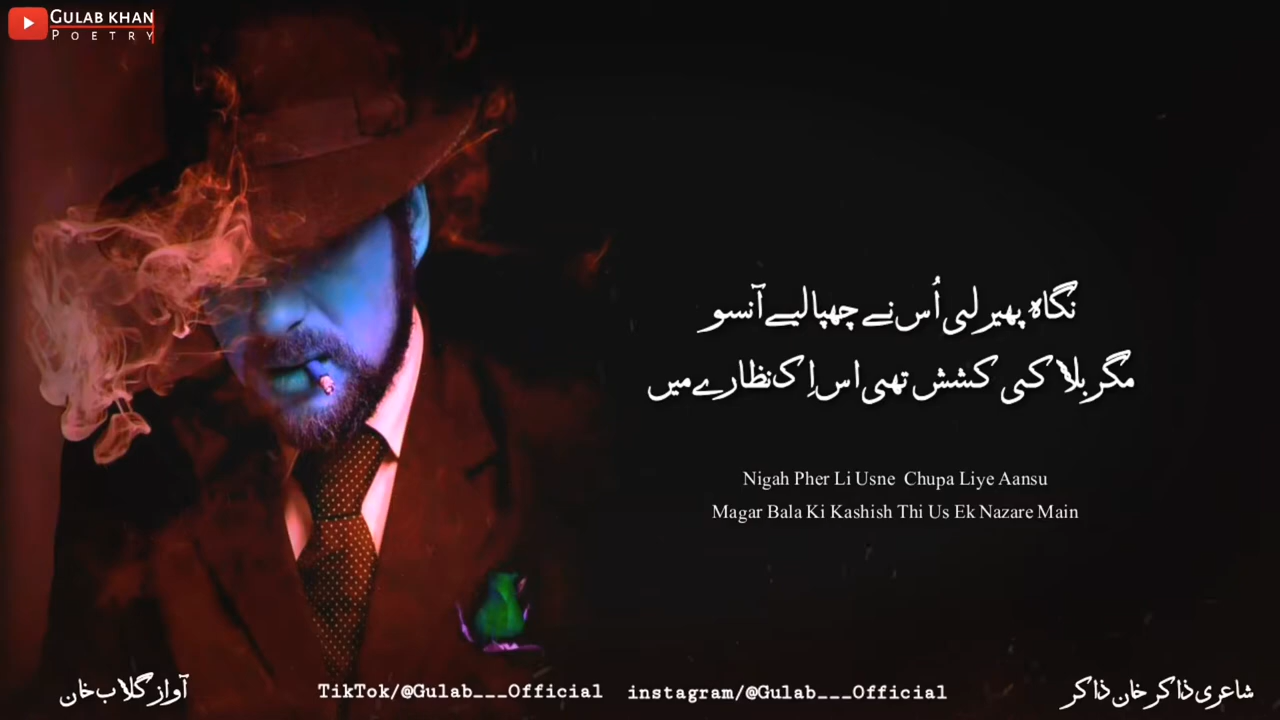 GULAB KHAN
POETRY
نگاہ پھیر لی اُس نے چھپا لیے آنسو
مگر بلا کی کشش تھی اس اِک نظارے میں
Nigah Pher Li Usne Chupa Liye Aansu
Magar Bala Ki Kashish Thi Us Ek Nazare Main
آواز گلاب خان
TikTok/@Gulab___Official
instagram/@Gulab___Official
شاعری ذاکر خان ذاکر